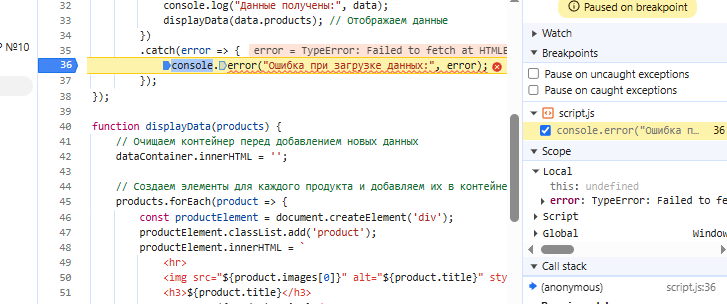 32 console.log("Данные получены:", data);
33 displayData(data.products); // Отображаем данные
34 })
35 .catch(error => { error = TypeError: Failed to fetch at HTMLB
36 console.error("Ошибка при загрузке данных:", error);
37 });
38 });
39
40 function displayData(products) {
41 // Очищаем контейнер перед добавлением новых данных
42 dataContainer.innerHTML = '';
43
44 // Создаем элементы для каждого продукта и добавляем их в контейне
45 products.forEach(product => {
46 const productElement = document.createElement('div');
47 productElement.classList.add('product');
48 productElement.innerHTML = `
49 <hr>
50 <img src="${product.images[0]}" alt="${product.title}" sty
51 <h3>${product.title}</h3>
Р №10
Paused on breakpoint
Watch
Breakpoints
Pause on uncaught exceptions
Pause on caught exceptions
script.js
console.error("Ошибка п… 36
Scope
Local
this: undefined
error: TypeError: Failed to fe
Script
Global Window
Call stack
(anonymous) script.js:36